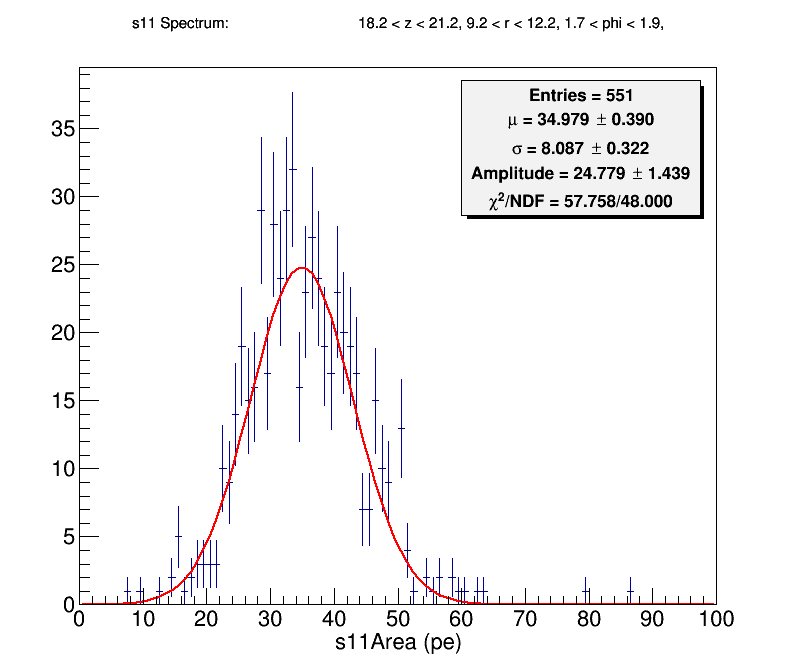 s11 Spectrum: 18.2 < z < 21.2, 9.2 < r < 12.2, 1.7 < phi < 1.9,
Entries = 551
μ = 34.979 ± 0.390
σ = 8.087 ± 0.322
Amplitude = 24.779 ± 1.439
χ²/NDF = 57.758/48.000
35
30
25
20
15
10
5
0
0 10 20 30 40 50 60 70 80 90 100
s11Area (pe)